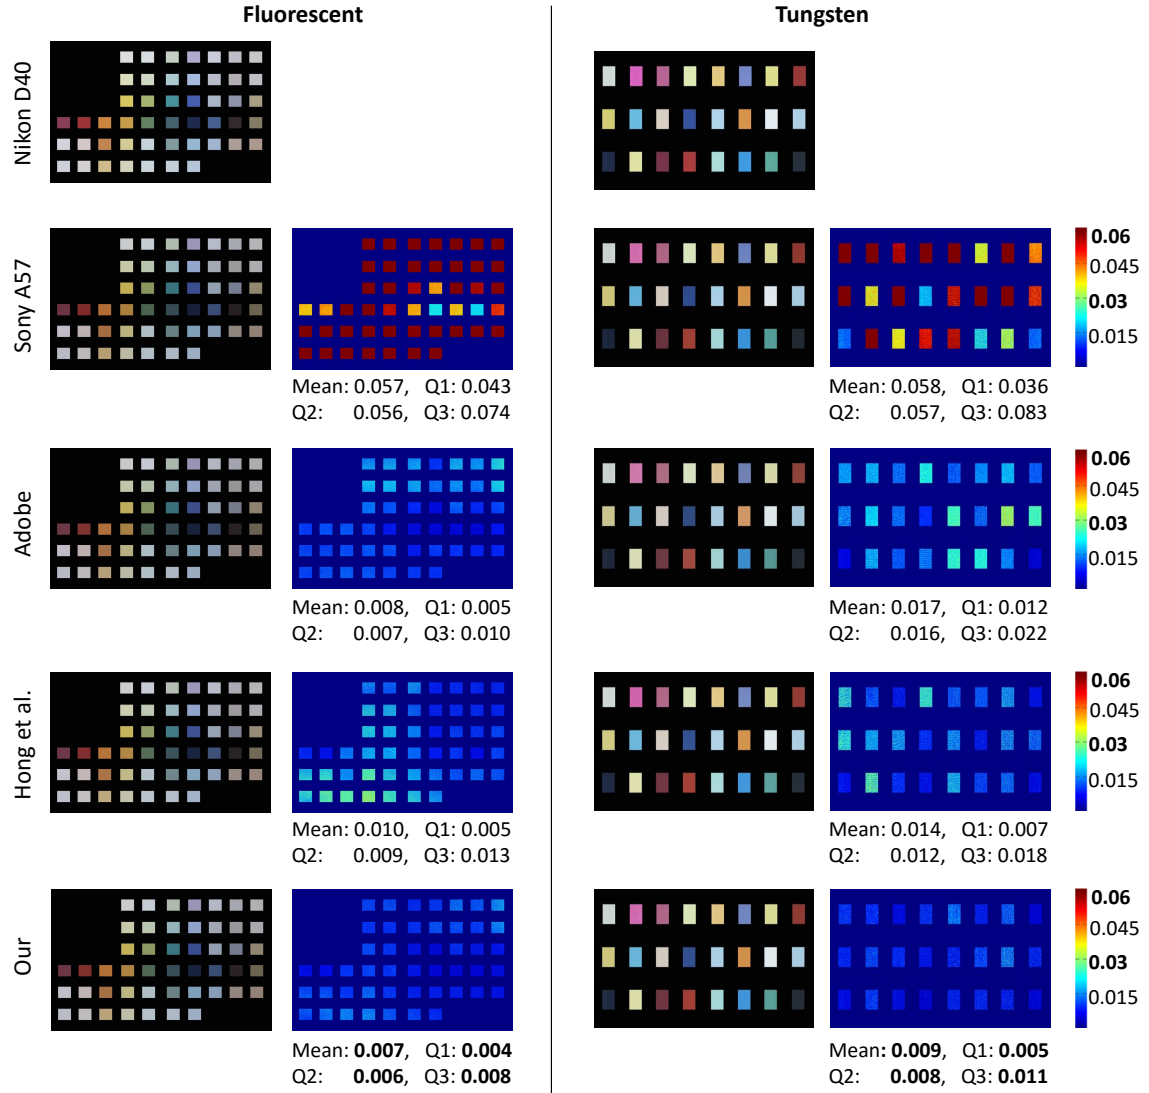 Fluorescent
Tungsten
Nikon D40
Sony A57
0.06
0.045
0.03
0.015
Mean: 0.057, Q1: 0.043
Q2: 0.056, Q3: 0.074
Mean: 0.058, Q1: 0.036
Q2: 0.057, Q3: 0.083
Adobe
0.06
0.045
0.03
0.015
Mean: 0.008, Q1: 0.005
Q2: 0.007, Q3: 0.010
Mean: 0.017, Q1: 0.012
Q2: 0.016, Q3: 0.022
Hong et al.
0.06
0.045
0.03
0.015
Mean: 0.010, Q1: 0.005
Q2: 0.009, Q3: 0.013
Mean: 0.014, Q1: 0.007
Q2: 0.012, Q3: 0.018
Our
0.06
0.045
0.03
0.015
Mean: 0.007, Q1: 0.004
Q2: 0.006, Q3: 0.008
Mean: 0.009, Q1: 0.005
Q2: 0.008, Q3: 0.011